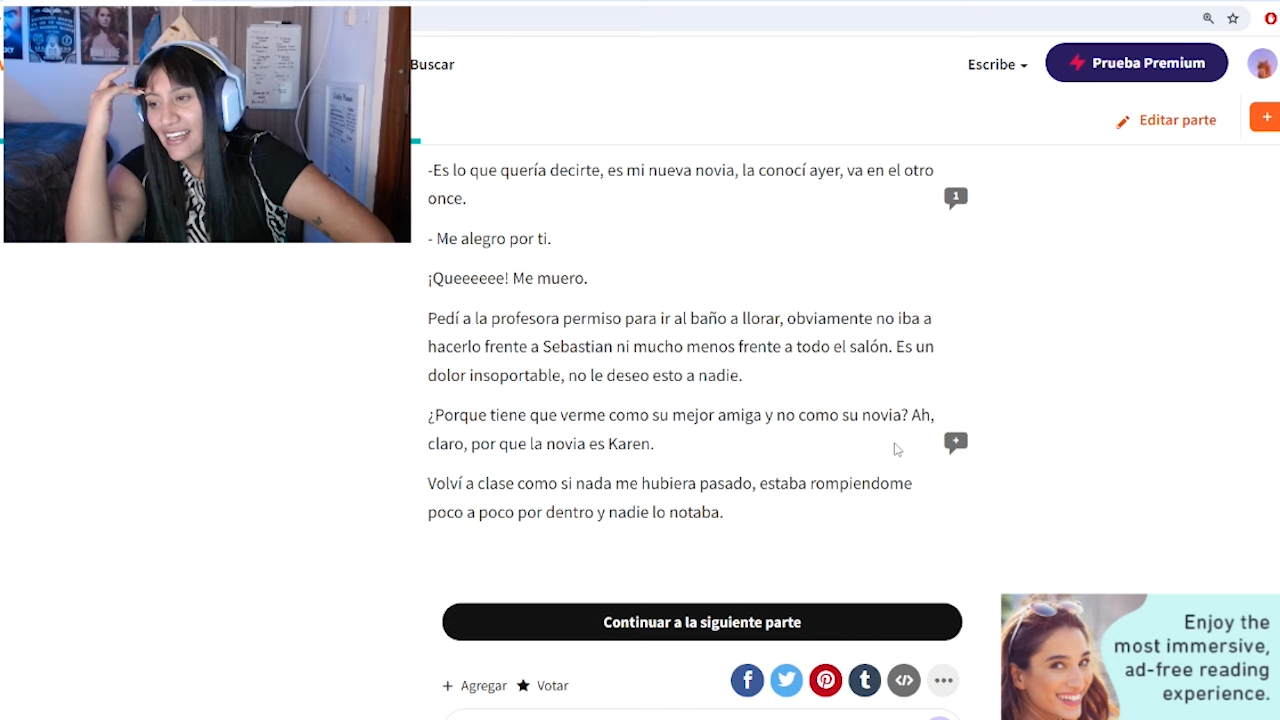 Buscar
Escribe
Prueba Premium
Editar parte
+
-Es lo que quería decirte, es mi nueva novia, la conocí ayer, va en el otro
once.
1
- Me alegro por ti.
¡Queeeeee! Me muero.
Pedí a la profesora permiso para ir al baño a llorar, obviamente no iba a
hacerlo frente a Sebastian ni mucho menos frente a todo el salón. Es un
dolor insoportable, no le deseo esto a nadie.
¿Porque tiene que verme como su mejor amiga y no como su novia? Ah,
claro, por que la novia es Karen.
+
Volví a clase como si nada me hubiera pasado, estaba rompiendome
poco a poco por dentro y nadie lo notaba.
Continuar a la siguiente parte
+ Agregar ★ Votar
Enjoy the
most immersive,
ad-free reading
experience.